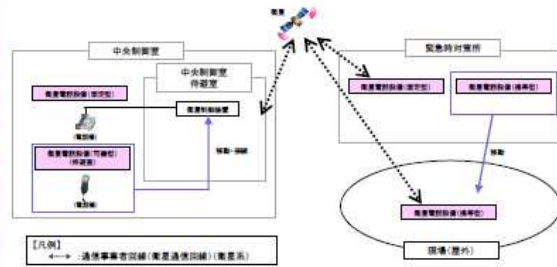 衛星
中央制御室
緊急時対策所
中央制御室
待避室
衛星電話設備(固定型)
衛星制御装置
(電話機)
衛星電話設備(可搬型)
(待避室)
(電話機)
移動・接続
衛星電話設備(固定型)
衛星電話設備(携帯型)
移動
衛星電話設備(携帯型)
現場(屋外)
【凡例】
:通信事業者回線(衛星通信回線)(衛星系)